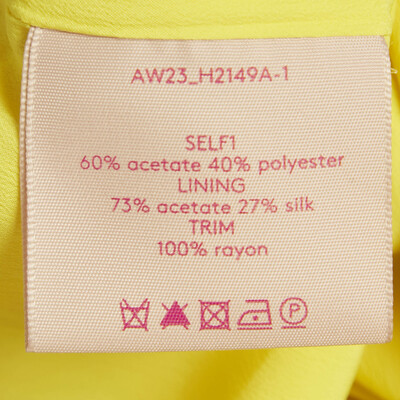 AW23_H2149A-1
SELF1
60% acetate 40% polyester
LINING
73% acetate 27% silk
TRIM
100% rayon
P